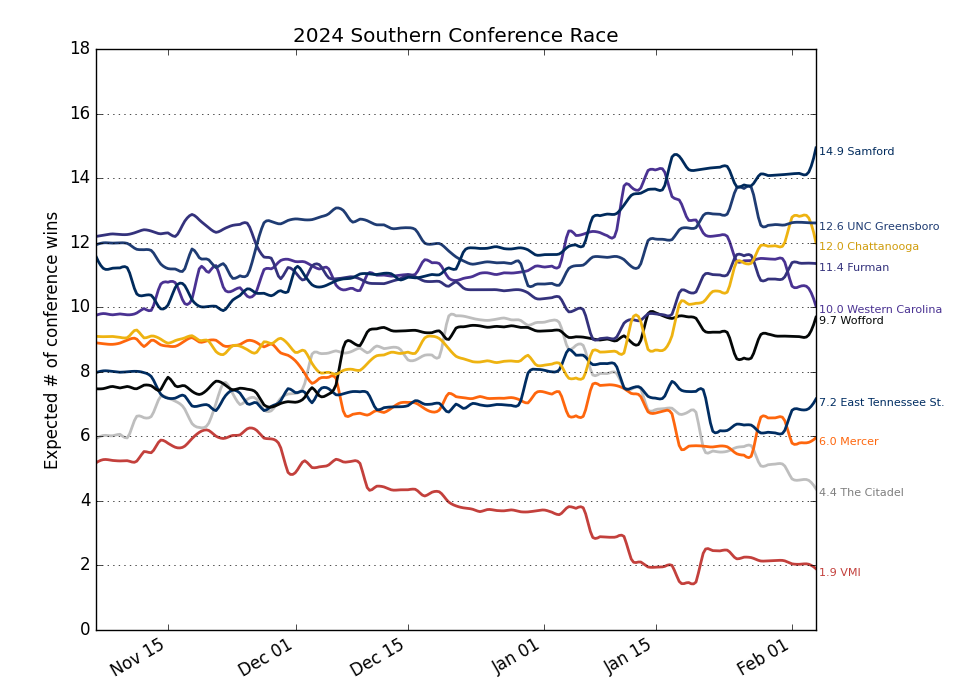 2024 Southern Conference Race
Expected # of conference wins
18
16
14
12
10
8
6
4
2
0
Nov 15
Dec 01
Dec 15
Jan 01
Jan 15
Feb 01
14.9 Samford
12.6 UNC Greensboro
12.0 Chattanooga
11.4 Furman
10.0 Western Carolina
9.7 Wofford
7.2 East Tennessee St.
6.0 Mercer
4.4 The Citadel
1.9 VMI